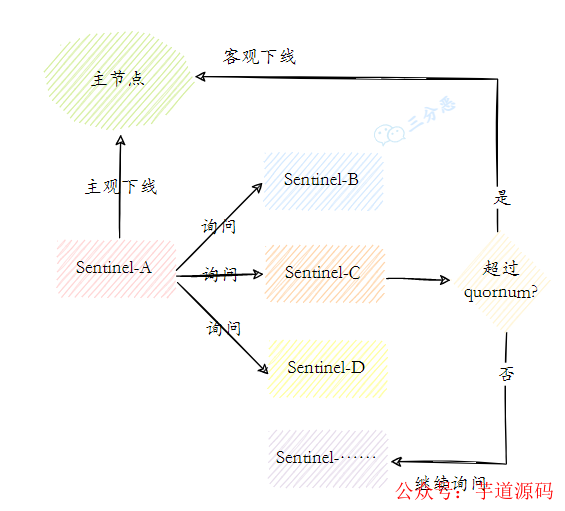 客观下线
主节点
三分恶
主观下线
Sentinel-B
是
询问
Sentinel-A
询问
Sentinel-C
超过
quornum?
询问
Sentinel-D
否
Sentinel-……
继续询问
公众号：芋道源码